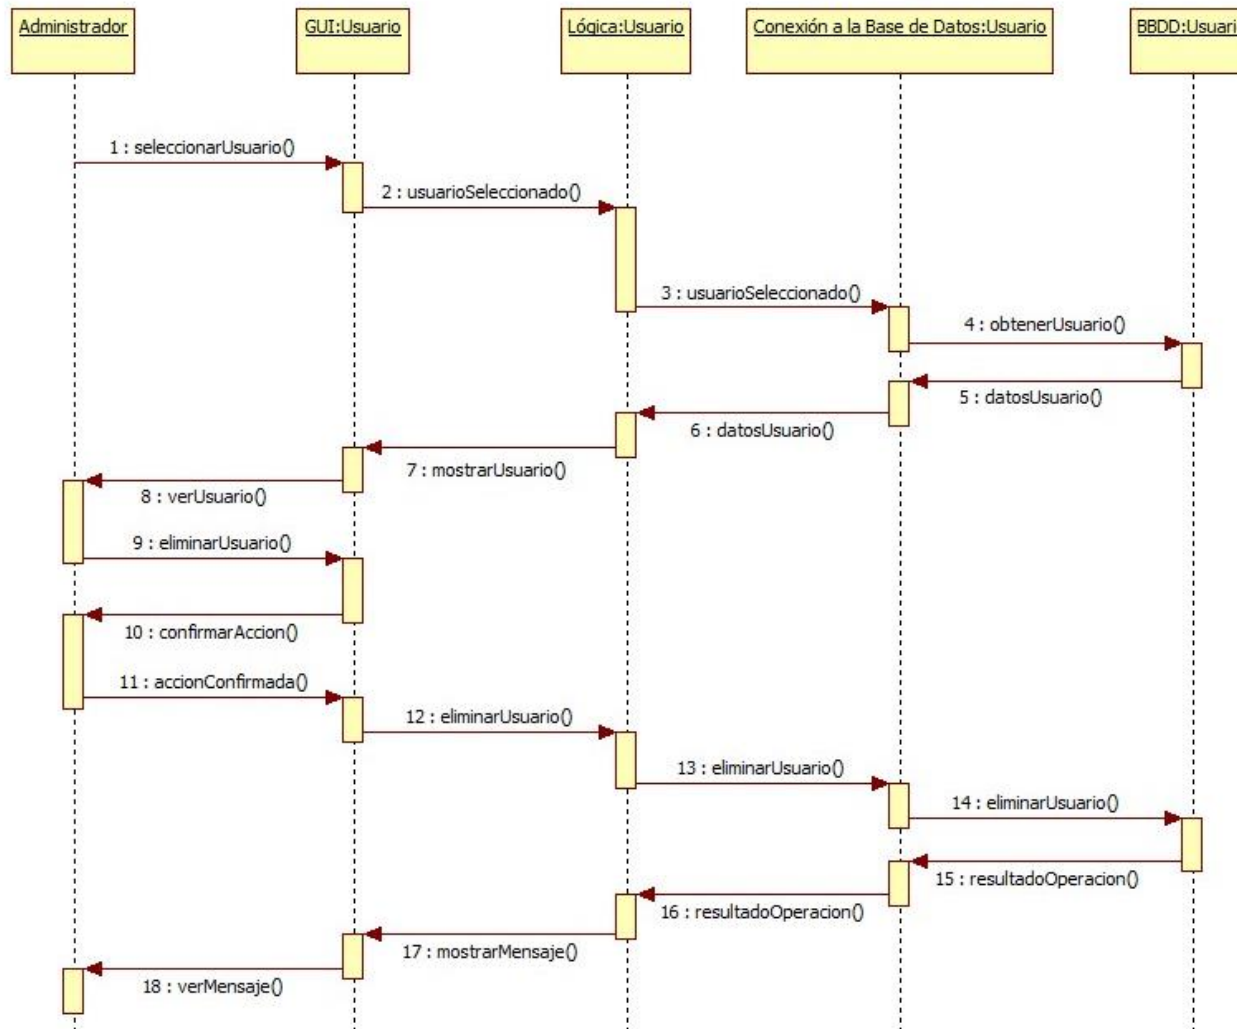 Administrador
GUI:Usuario
Lógica:Usuario
Conexión a la Base de Datos:Usuario
BBDD:Usuari
1 : seleccionarUsuario()
2 : usuarioSeleccionado()
3 : usuarioSeleccionado()
4 : obtenerUsuario()
5 : datosUsuario()
6 : datosUsuario()
7 : mostrarUsuario()
8 : verUsuario()
9 : eliminarUsuario()
10 : confirmarAccion()
11 : accionConfirmada()
12 : eliminarUsuario()
13 : eliminarUsuario()
14 : eliminarUsuario()
15 : resultadoOperacion()
16 : resultadoOperacion()
17 : mostrarMensaje()
18 : verMensaje()